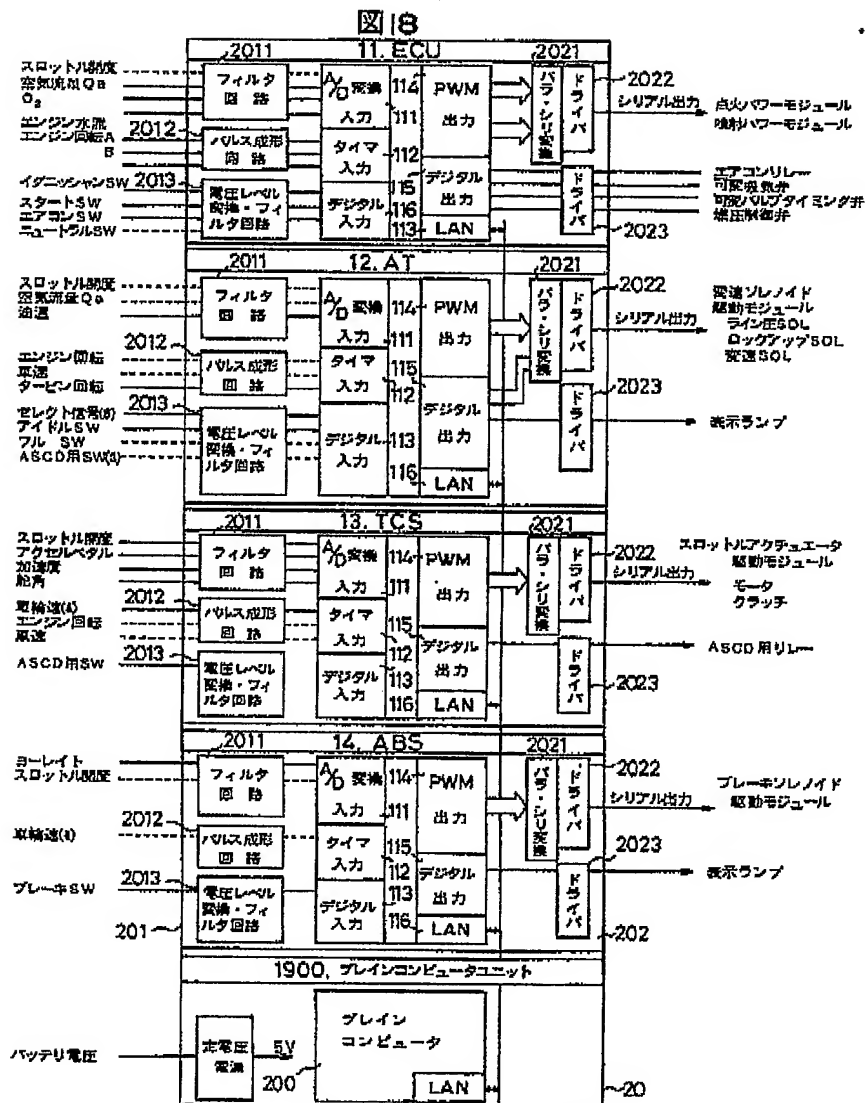 図18
11. ECU
スロットル開度
空気流量Qa
O2
エンジン水温
エンジン回転A
B
イグニッションSW
スタートSW
エアコンSW
ニュートラルSW
2011
フィルタ
回路
2012
パルス成形
回路
2013
電圧レベル
変換・フィ
ルタ回路
A/D変換
入力
タイマ
入力
デジタル
入力
114
111
112
115
116
113
PWM
出力
デジタル
出力
LAN
2021
パラ・シリ変換
ドライバ
2022
シリアル出力
点火パワーモジュール
噴射パワーモジュール
ドライバ
エアコンリレー
可変吸気弁
可変バルブタイミング弁
過圧制御弁
2023
12. AT
スロットル開度
空気流量Qa
油温
エンジン回転
車速
タービン回転
セレクト信号(6)
アイドルSW
フル SW
ASCD用SW(3)
2011
フィルタ
回路
2012
パルス成形
回路
2013
電圧レベル
変換・フィ
ルタ回路
A/D変換
入力
タイマ
入力
デジタル
入力
114
111
115
112
113
116
PWM
出力
デジタル
出力
LAN
2021
パラ・シリ変換
ドライバ
2022
シリアル出力
変速ソレノイド
駆動モジュール
ライン圧SOL
ロックアップSOL
変速SOL
2023
ドライバ
表示ランプ
13. TCS
スロットル開度
アクセルペタル
加速度
舵角
車輪速(4)
エンジン回転
車速
ASCD用SW
2011
フィルタ
回路
2012
パルス成形
回路
2013
電圧レベル
変換・フィ
ルタ回路
A/D変換
入力
タイマ
入力
デジタル
入力
114
111
115
112
113
116
PWM
出力
デジタル
出力
LAN
2021
パラ・シリ変換
ドライバ
2022
シリアル出力
スロットルアクチュエータ
駆動モジュール
モータ
クラッチ
ASCD用リレー
ドライバ
2023
14. ABS
ヨーレイト
スロットル開度
車輪速(4)
ブレーキSW
2011
フィルタ
回路
2012
パルス成形
回路
2013
電圧レベル
変換・フィ
ルタ回路
A/D変換
入力
タイマ
入力
デジタル
入力
114
111
115
112
113
116
PWM
出力
デジタル
出力
LAN
2021
パラ・シリ変換
ドライバ
2022
シリアル出力
ブレーキソレノイド
駆動モジュール
2023
ドライバ
表示ランプ
201
202
1900, ブレインコンピュータユニット
バッテリ電圧
定電圧
電源
5V
200
ブレイン
コンピュータ
LAN
20